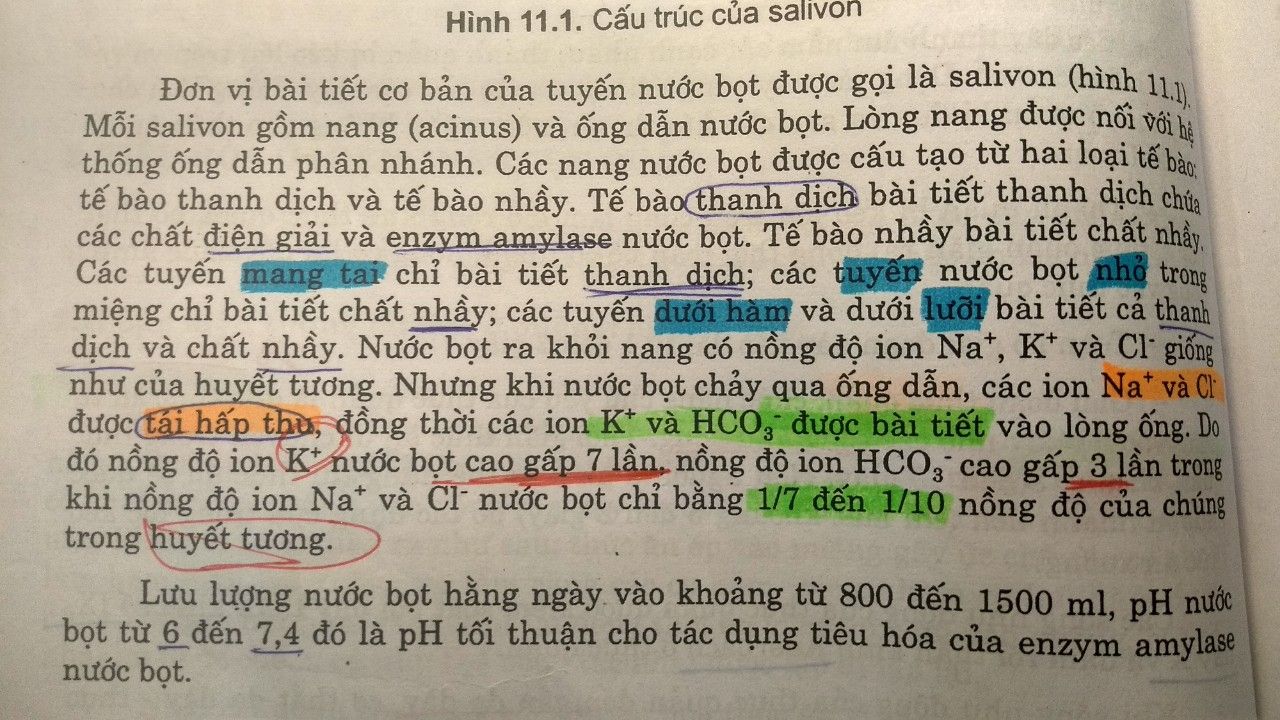 Hình 11.1. Cấu trúc của salivon
Đơn vị bài tiết cơ bản của tuyến nước bọt được gọi là salivon (hình 11.1).
Mỗi salivon gồm nang (acinus) và ống dẫn nước bọt. Lòng nang được nối với hệ
thống ống dẫn phân nhánh. Các nang nước bọt được cấu tạo từ hai loại tế bào:
tế bào thanh dịch và tế bào nhầy. Tế bào thanh dịch bài tiết thanh dịch chứa
các chất điện giải và enzym amylase nước bọt. Tế bào nhầy bài tiết chất nhầy.
Các tuyến mang tai chỉ bài tiết thanh dịch; các tuyến nước bọt nhỏ trong
miệng chỉ bài tiết chất nhầy; các tuyến dưới hàm và dưới lưỡi bài tiết cả thanh
dịch và chất nhầy. Nước bọt ra khỏi nang có nồng độ ion Na⁺, K⁺ và Cl⁻ giống
như của huyết tương. Nhưng khi nước bọt chảy qua ống dẫn, các ion Na⁺ và Cl⁻
được tái hấp thu, đồng thời các ion K⁺ và HCO₃⁻ được bài tiết vào lòng ống. Do
đó nồng độ ion K⁺ nước bọt cao gấp 7 lần, nồng độ ion HCO₃⁻ cao gấp 3 lần trong
khi nồng độ ion Na⁺ và Cl⁻ nước bọt chỉ bằng 1/7 đến 1/10 nồng độ của chúng
trong huyết tương.
Lưu lượng nước bọt hằng ngày vào khoảng từ 800 đến 1500 ml, pH nước
bọt từ 6 đến 7,4 đó là pH tối thuận cho tác dụng tiêu hóa của enzym amylase
nước bọt.